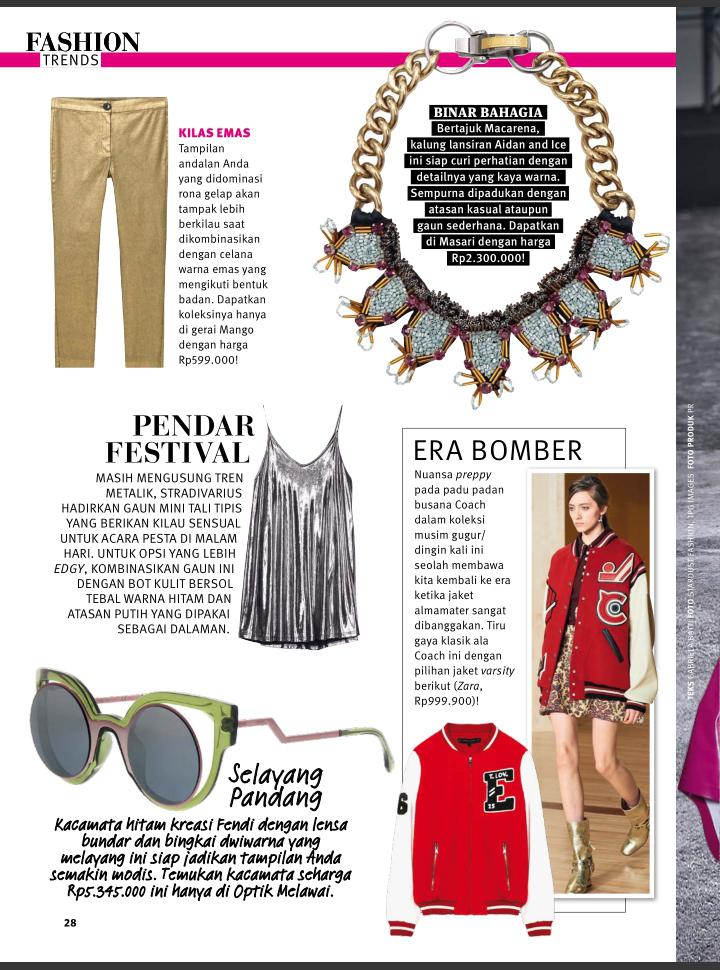 FASHION
TRENDS
KILAS EMAS
Tampilan
andalan Anda
yang didominasi
rona gelap akan
tampak lebih
berkilau saat
dikombinasikan
dengan celana
warna emas yang
mengikuti bentuk
badan. Dapatkan
koleksinya hanya
di gerai Mango
dengan harga
Rp599.000!
BINAR BAHAGIA
Bertajuk Macarena,
kalung lansiran Aidan and Ice
ini siap curi perhatian dengan
detailnya yang kaya warna.
Sempurna dipadukan dengan
atasan kasual ataupun
gaun sederhana. Dapatkan
di Masari dengan harga
Rp2.300.000!
PENDAR
FESTIVAL
MASIH MENGUSUNG TREN
METALIK, STRADIVARIUS
HADIRKAN GAUN MINI TALI TIPIS
YANG BERIKAN KILAU SENSUAL
UNTUK ACARA PESTA DI MALAM
HARI. UNTUK OPSI YANG LEBIH
EDGY, KOMBINASIKAN GAUN INI
DENGAN BOT KULIT BERSOL
TEBAL WARNA HITAM DAN
ATASAN PUTIH YANG DIPAKAI
SEBAGAI DALAMAN.
ERA BOMBER
Nuansa preppy
pada padu padan
busana Coach
dalam koleksi
musim gugur/
dingin kali ini
seolah membawa
kita kembali ke era
ketika jaket
almamater sangat
dibanggakan. Tiru
gaya klasik ala
Coach ini dengan
pilihan jaket varsity
berikut (Zara,
Rp999.900)!
Selayang
Pandang
Kacamata hitam kreasi Fendi dengan lensa
bundar dan bingkai dwiwarna yang
melayang ini siap jadikan tampilan Anda
semakin modis. Temukan kacamata seharga
Rp5.345.000 ini hanya di Optik Melawai.
C
E
15
28
FOTO STARDUST FASHION, JPG IMAGES FOTO PRODUK PR